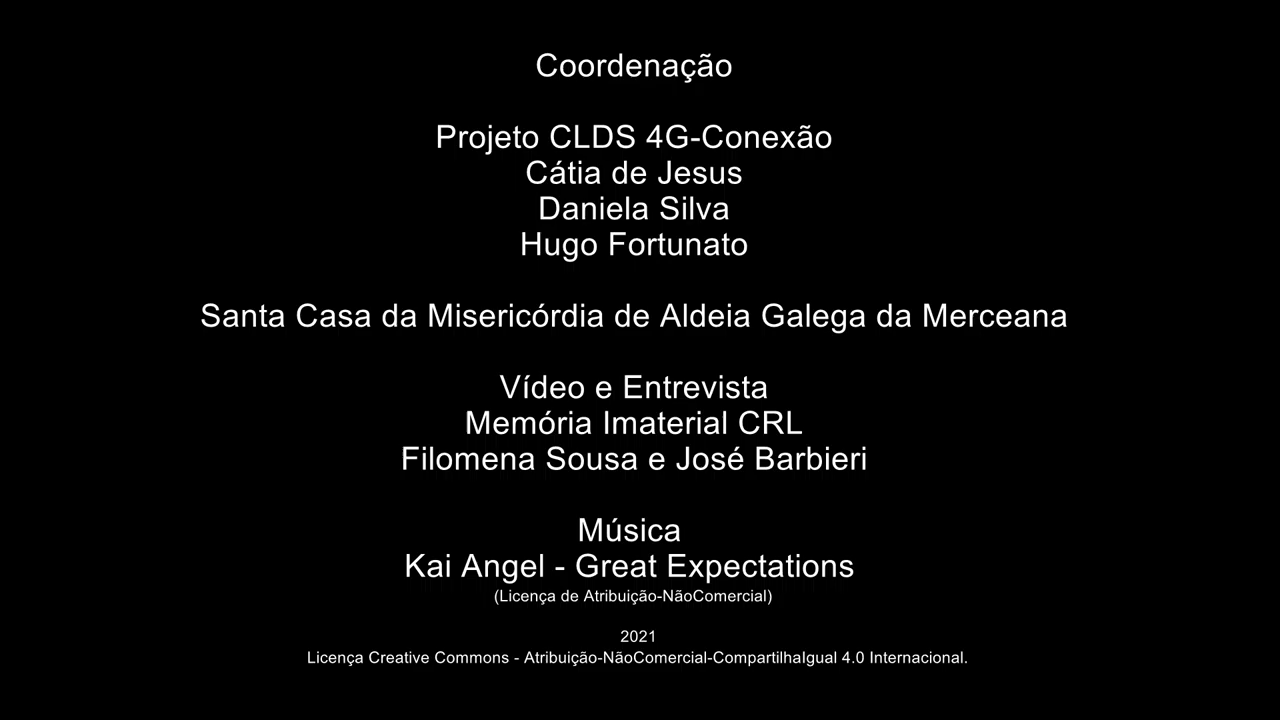 Coordenação
Projeto CLDS 4G-Conexão
Cátia de Jesus
Daniela Silva
Hugo Fortunato
Santa Casa da Misericórdia de Aldeia Galega da Merceana
Vídeo e Entrevista
Memória Imaterial CRL
Filomena Sousa e José Barbieri
Música
Kai Angel - Great Expectations
(Licença de Atribuição-NãoComercial)
2021
Licença Creative Commons - Atribuição-NãoComercial-CompartilhaIgual 4.0 Internacional.